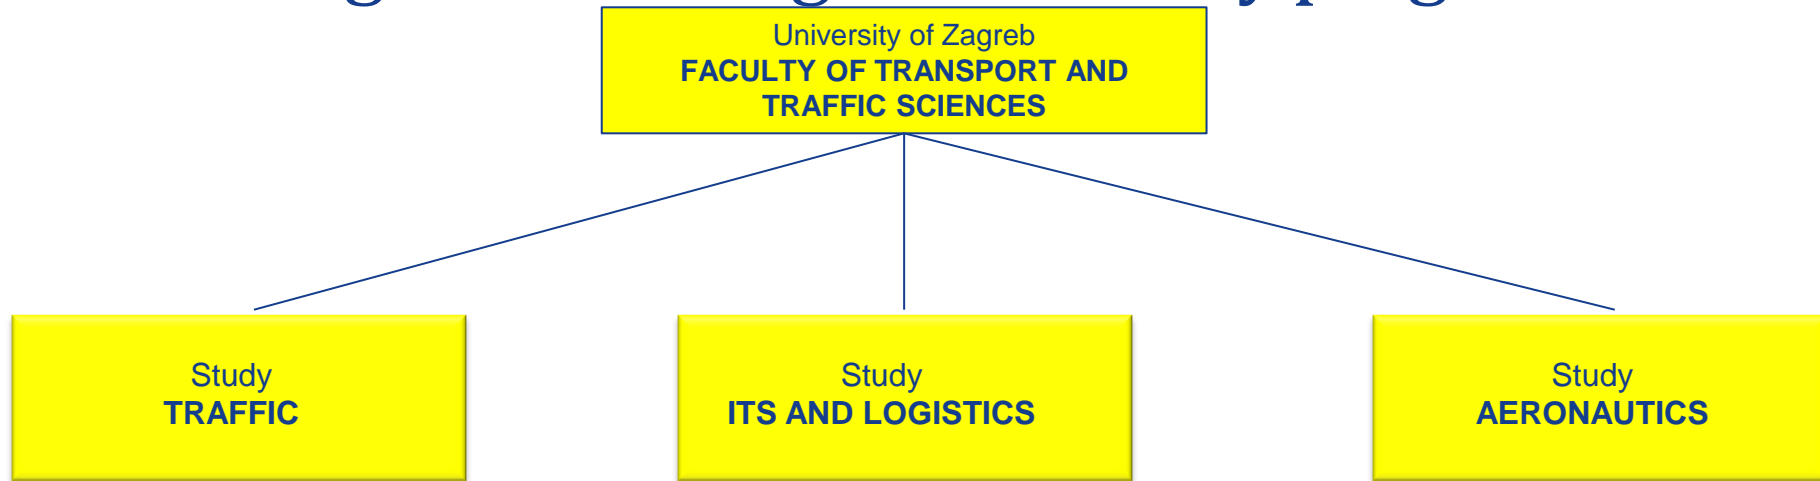 University of Zagreb
FACULTY OF TRANSPORT AND
TRAFFIC SCIENCES
Study
TRAFFIC
Study
ITS AND LOGISTICS
Study
AERONAUTICS